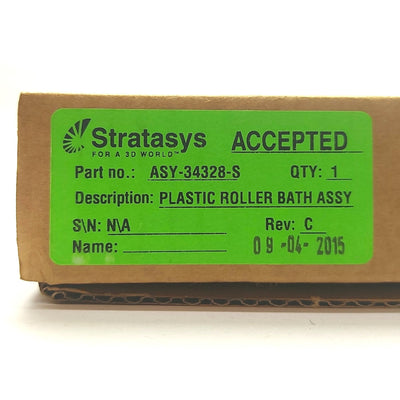 Stratasys ACCEPTED
FOR A 3D WORLD™
Part no.: ASY-34328-S QTY: 1
Description: PLASTIC ROLLER BATH ASSY
S\N: N\A Rev: C
Name: 09-04-2015